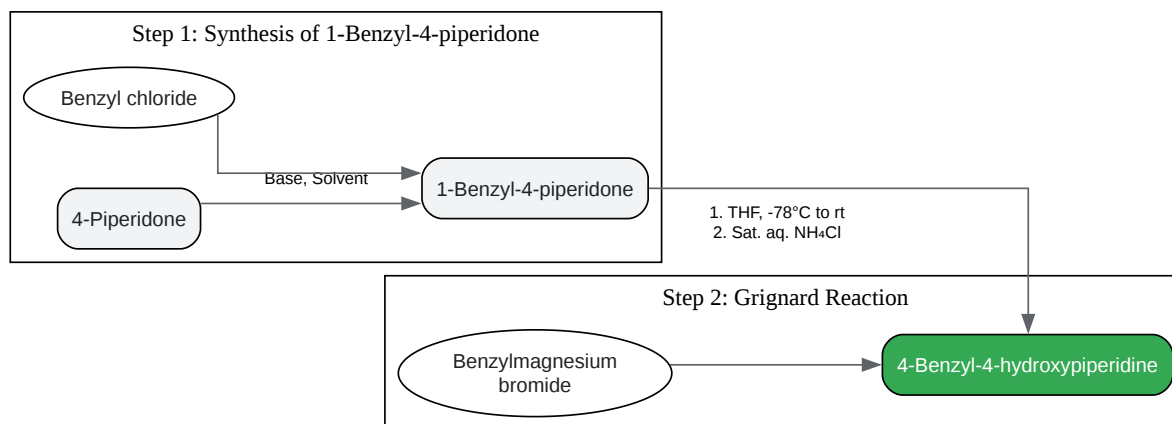 Step 1: Synthesis of 1-Benzyl-4-piperidone
Benzyl chloride
Base, Solvent
4-Piperidone
1-Benzyl-4-piperidone
1. THF, -78°C to rt
2. Sat. aq. NH₄Cl
Step 2: Grignard Reaction
Benzylmagnesium
bromide
4-Benzyl-4-hydroxypiperidine